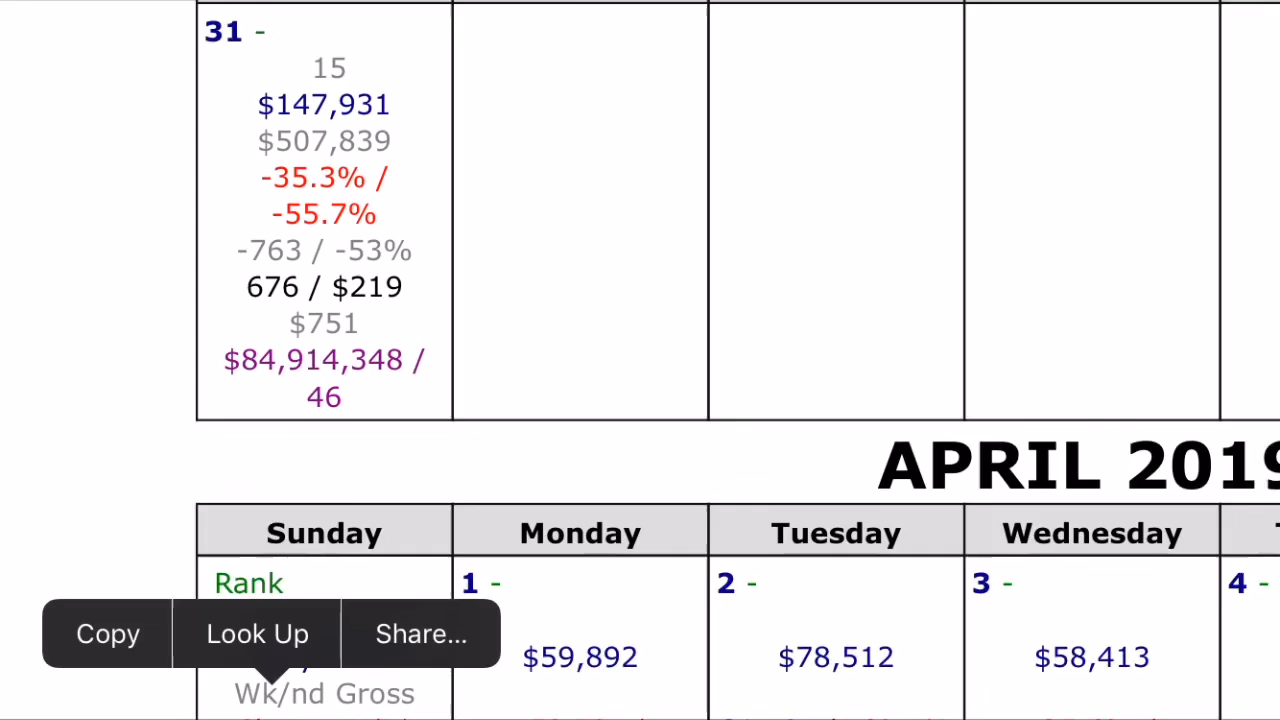 31 -
15
$147,931
$507,839
-35.3% /
-55.7%
-763 / -53%
676 / $219
$751
$84,914,348 /
46
APRIL 2019
Sunday Monday Tuesday Wednesday
Rank 1 - 2 - 3 - 4 -
Copy Look Up Share...
$59,892 $78,512 $58,413
Wk/nd Gross